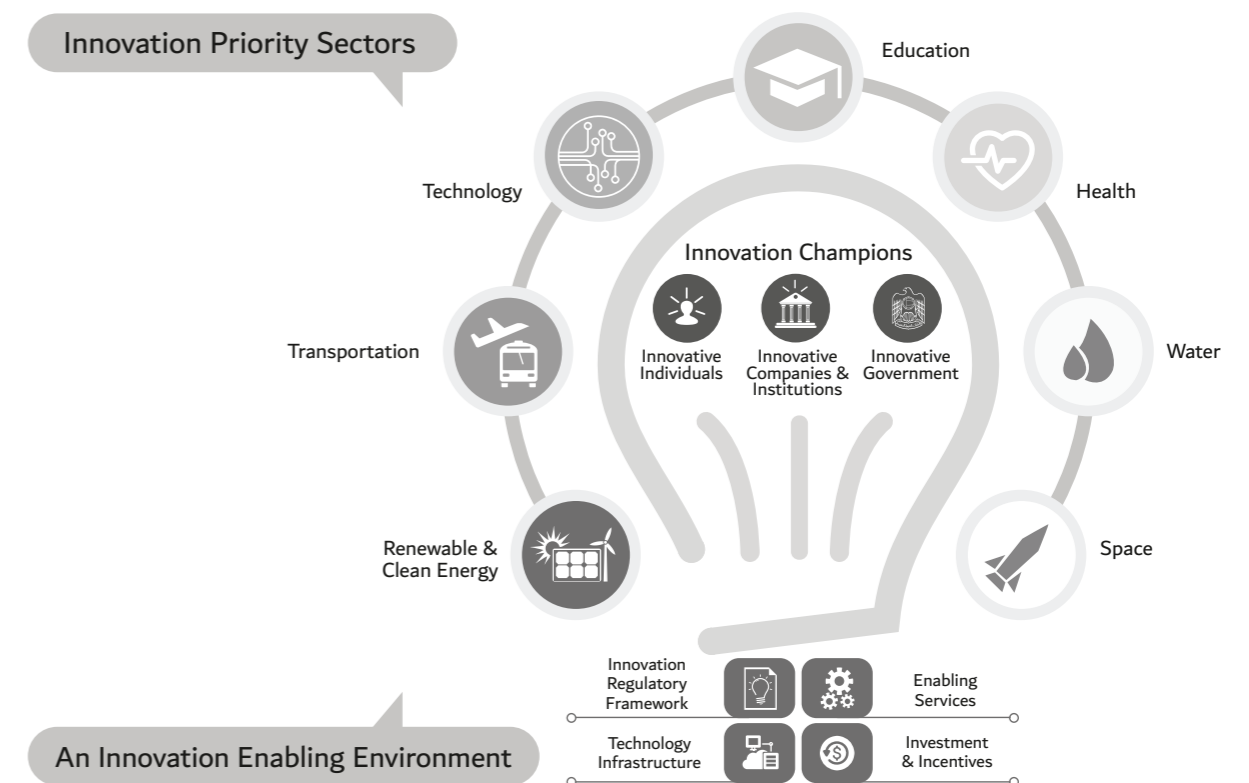 Innovation Priority Sectors
Education
Technology
Health
Innovation Champions
Innovative
Individuals
Innovative
Companies &
Institutions
Innovative
Government
Transportation
Water
Renewable &
Clean Energy
Space
Innovation
Regulatory
Framework
Enabling
Services
An Innovation Enabling Environment
Technology
Infrastructure
Investment
& Incentives